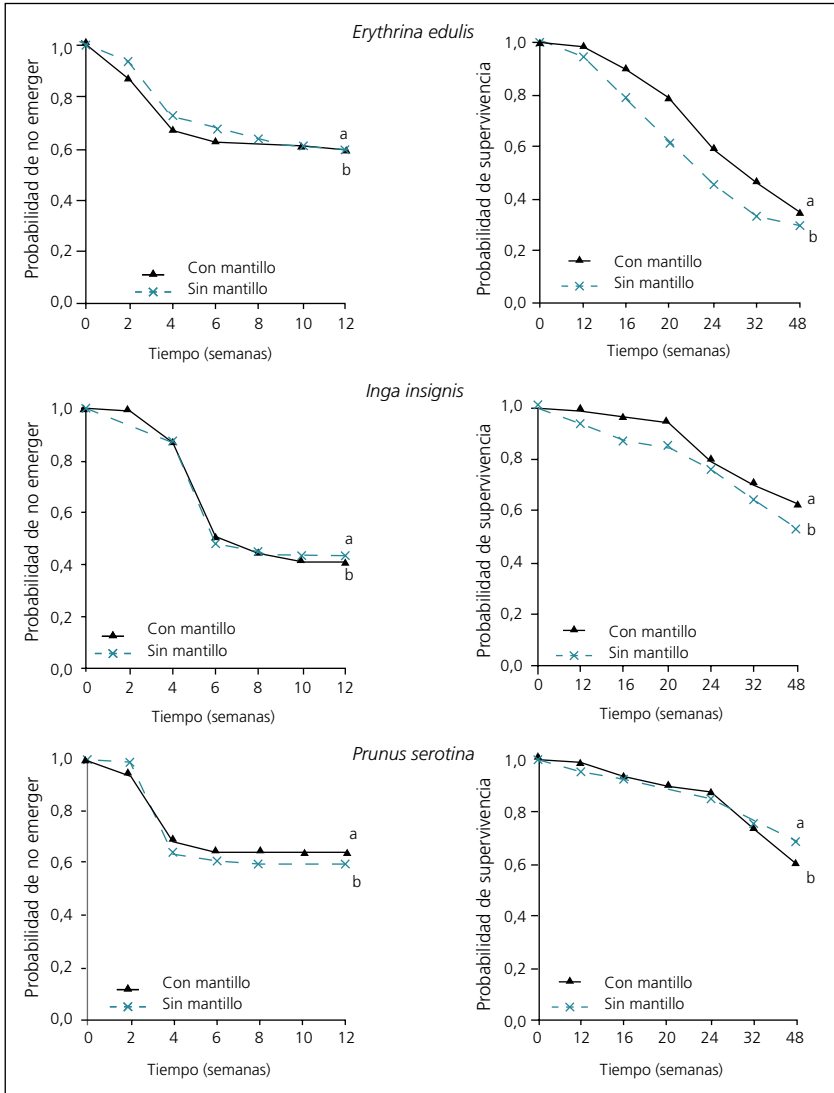 Erythrina edulis
Probabilidad de no emerger
1,0
0,8
0,6
0,4
0,2
0,0
a
b
Con mantillo
Sin mantillo
0 2 4 6 8 10 12
Tiempo (semanas)
Probabilidad de supervivencia
1,0
0,8
0,6
0,4
0,2
0,0
a
b
Con mantillo
Sin mantillo
0 12 16 20 24 32 48
Tiempo (semanas)
Inga insignis
Probabilidad de no emerger
1,0
0,8
0,6
0,4
0,2
0,0
a
b
Con mantillo
Sin mantillo
0 2 4 6 8 10 12
Tiempo (semanas)
Probabilidad de supervivencia
1,0
0,8
0,6
0,4
0,2
0,0
a
b
Con mantillo
Sin mantillo
0 12 16 20 24 32 48
Tiempo (semanas)
Prunus serotina
Probabilidad de no emerger
1,0
0,8
0,6
0,4
0,2
0,0
a
b
Con mantillo
Sin mantillo
0 2 4 6 8 10 12
Tiempo (semanas)
Probabilidad de supervivencia
1,0
0,8
0,6
0,4
0,2
0,0
a
b
Con mantillo
Sin mantillo
0 12 16 20 24 32 48
Tiempo (semanas)